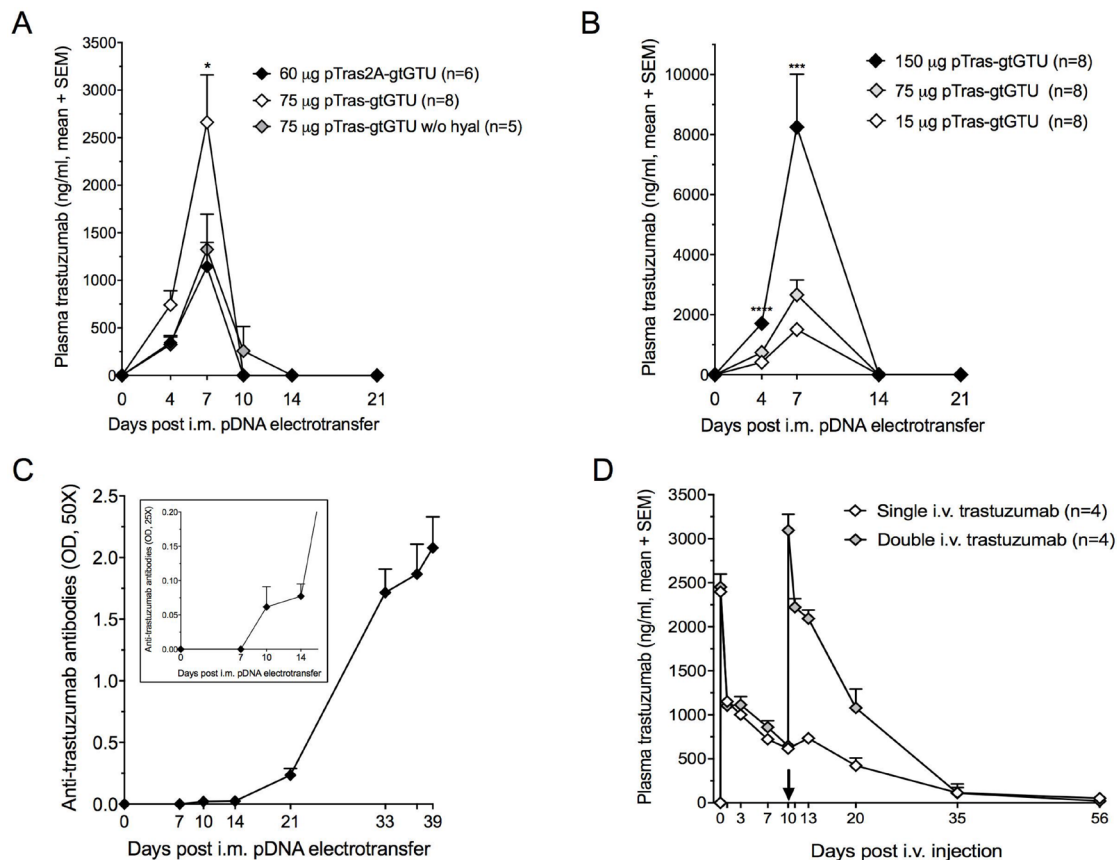 A
Plasma trastuzumab (ng/ml, mean + SEM)
3500
3000
2500
2000
1500
1000
500
0
*
60 μg pTras2A-gtGTU (n=6)
75 μg pTras-gtGTU (n=8)
75 μg pTras-gtGTU w/o hyal (n=5)
0 4 7 10 14 21
Days post i.m. pDNA electrotransfer
B
Plasma trastuzumab (ng/ml, mean + SEM)
10000
8000
6000
4000
2000
0
***
****
150 μg pTras-gtGTU (n=8)
75 μg pTras-gtGTU (n=8)
15 μg pTras-gtGTU (n=8)
0 4 7 14 21
Days post i.m. pDNA electrotransfer
C
Anti-trastuzumab antibodies (OD, 50X)
2.5
2.0
1.5
1.0
0.5
0.0
Anti-trastuzumab antibodies (OD, 25X)
0.20
0.15
0.10
0.05
0.00
0 7 10 14
Days post i.m. pDNA electrotransfer
0 7 10 14 21 33 39
Days post i.m. pDNA electrotransfer
D
Plasma trastuzumab (ng/ml, mean + SEM)
3500
3000
2500
2000
1500
1000
500
0
Single i.v. trastuzumab (n=4)
Double i.v. trastuzumab (n=4)
0 3 7 10 13 20 35 56
Days post i.v. injection